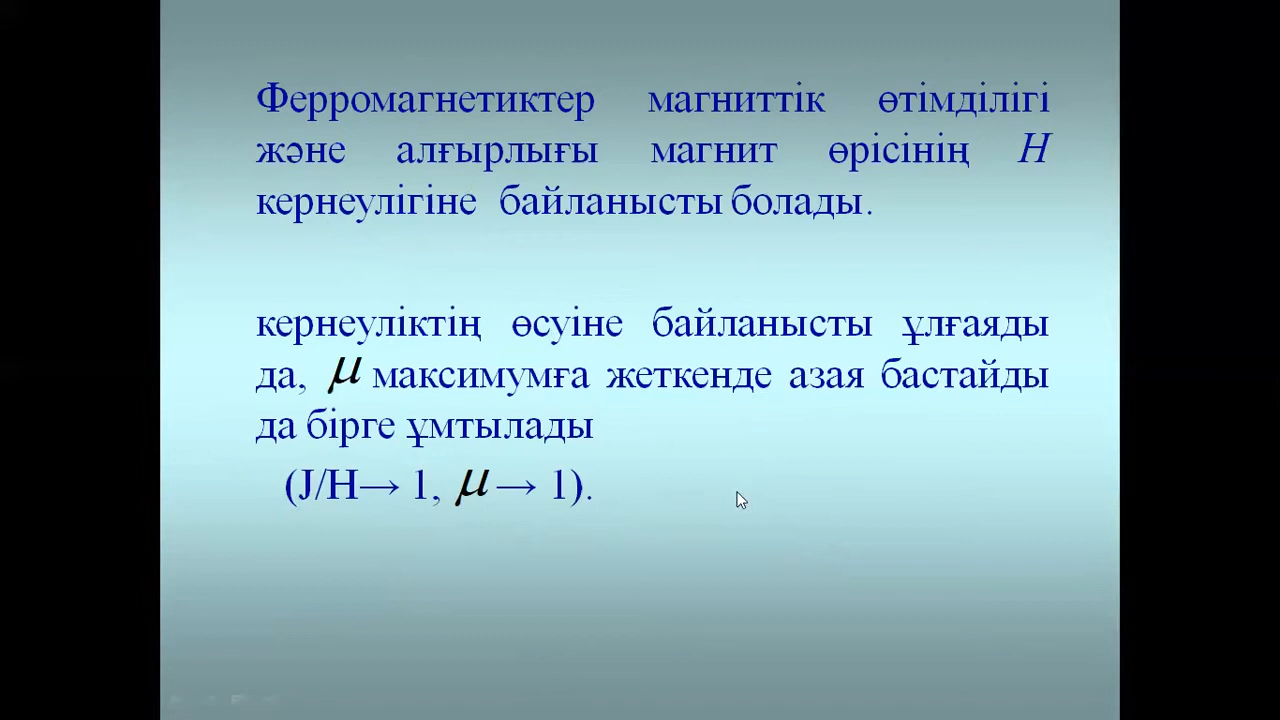 Ферромагнетиктер магниттік өтімділігі
және алғырлығы магнит өрісінің H
кернеулігіне байланысты болады.
кернеуліктің өсуіне байланысты ұлғаяды
да, μ максимумға жеткенде азая бастайды
да бірге ұмтылады
(J/H→ 1, μ → 1).